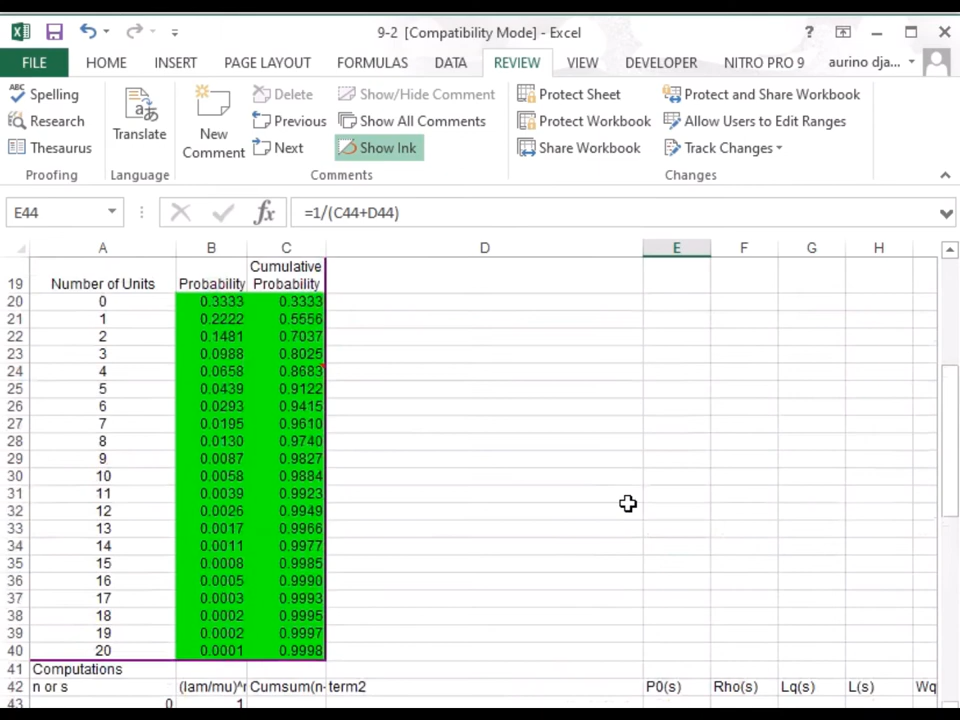 9-2 [Compatibility Mode] - Excel
FILE HOME INSERT PAGE LAYOUT FORMULAS DATA REVIEW VIEW DEVELOPER NITRO PRO 9 aurino dja...
ABC Spelling
Research
Thesaurus
Proofing
Translate
Language
New Comment
Delete
Previous
Next
Show/Hide Comment
Show All Comments
Show Ink
Comments
Protect Sheet
Protect Workbook
Share Workbook
Protect and Share Workbook
Allow Users to Edit Ranges
Track Changes
Changes
E44 fx =1/(C44+D44)
A B C D E F G H
19 Number of Units Probability Cumulative Probability
20 0 0.3333 0.3333
21 1 0.2222 0.5556
22 2 0.1481 0.7037
23 3 0.0988 0.8025
24 4 0.0658 0.8683
25 5 0.0439 0.9122
26 6 0.0293 0.9415
27 7 0.0195 0.9610
28 8 0.0130 0.9740
29 9 0.0087 0.9827
30 10 0.0058 0.9884
31 11 0.0039 0.9923
32 12 0.0026 0.9949
33 13 0.0017 0.9966
34 14 0.0011 0.9977
35 15 0.0008 0.9985
36 16 0.0005 0.9990
37 17 0.0003 0.9993
38 18 0.0002 0.9995
39 19 0.0002 0.9997
40 20 0.0001 0.9998
41 Computations
42 n or s (lam/mu)^r Cumsum(n- term2 P0(s) Rho(s) Lq(s) L(s) Wq
43 0 1